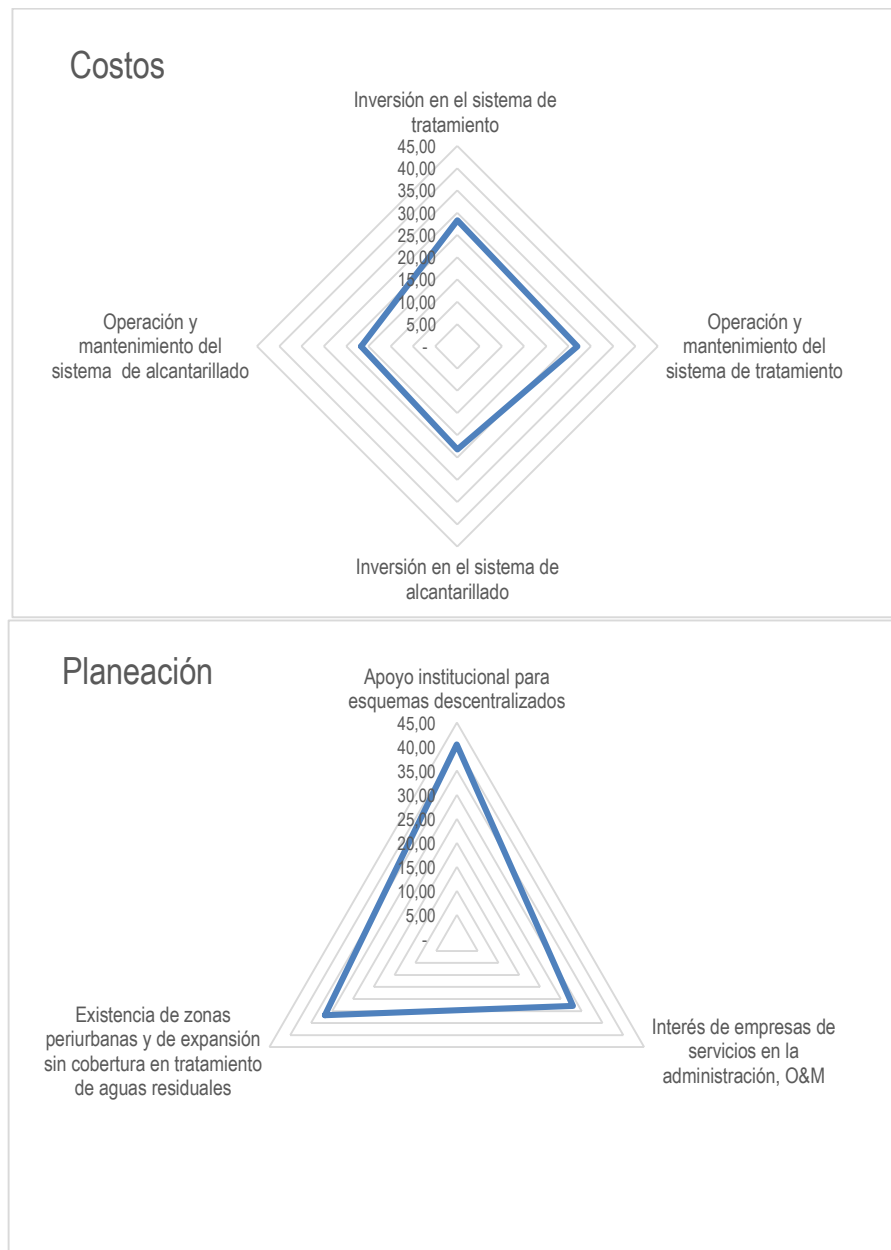 Costos
Inversión en el sistema de
tratamiento
45,00
40,00
35,00
30,00
25,00
20,00
15,00
10,00
5,00
-
Operación y
mantenimiento del
sistema de alcantarillado
Operación y
mantenimiento del
sistema de tratamiento
Inversión en el sistema de
alcantarillado
Planeación
Apoyo institucional para
esquemas descentralizados
45,00
40,00
35,00
30,00
25,00
20,00
15,00
10,00
5,00
-
Existencia de zonas
periurbanas y de expansión
sin cobertura en tratamiento
de aguas residuales
Interés de empresas de
servicios en la
administración, O&M